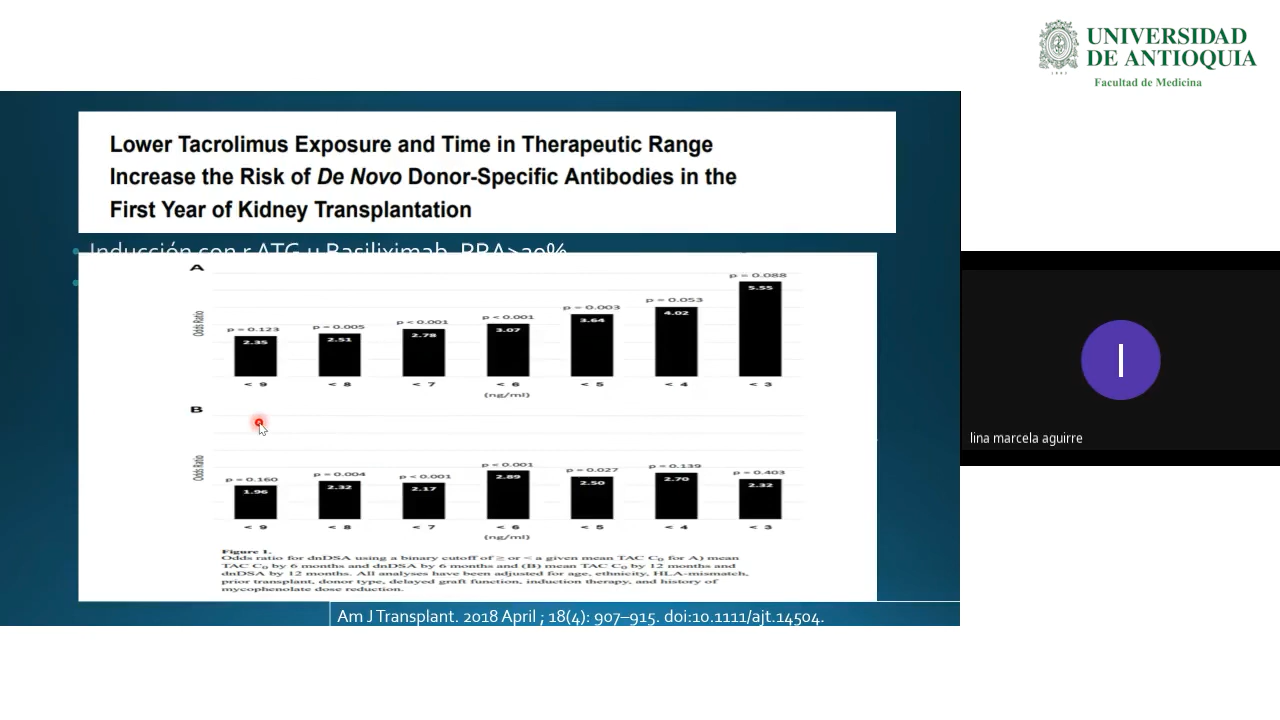 UNIVERSIDAD
DE ANTIOQUIA
1803
Facultad de Medicina
Lower Tacrolimus Exposure and Time in Therapeutic Range
Increase the Risk of De Novo Donor-Specific Antibodies in the
First Year of Kidney Transplantation
Inducción con r ATG u Basiliximab. PRA>20%
A
Odds Ratio
p = 0.123 p = 0.005 p < 0.001 p < 0.001 p = 0.003 p = 0.053 p = 0.088
2.35 2.51 2.78 3.07 3.64 4.02 5.55
< 9 < 8 < 7 < 6 < 5 < 4 < 3
(ng/ml)
B
Odds Ratio
p = 0.160 p = 0.004 p < 0.001 p < 0.001 p = 0.027 p = 0.139 p = 0.403
1.96 2.32 2.17 2.89 2.50 2.70 2.32
< 9 < 8 < 7 < 6 < 5 < 4 < 3
(ng/ml)
Figure 1.
Odds ratio for dnDSA using a binary cutoff of ≥ or < a given mean TAC C0 for A) mean
TAC C0 by 6 months and dnDSA by 6 months and (B) mean TAC C0 by 12 months and
dnDSA by 12 months. All analyses have been adjusted for age, ethnicity, HLA-mismatch,
prior transplant, donor type, delayed graft function, induction therapy, and history of
mycophenolate dose reduction.
Am J Transplant. 2018 April ; 18(4): 907–915. doi:10.1111/ajt.14504.
I
lina marcela aguirre